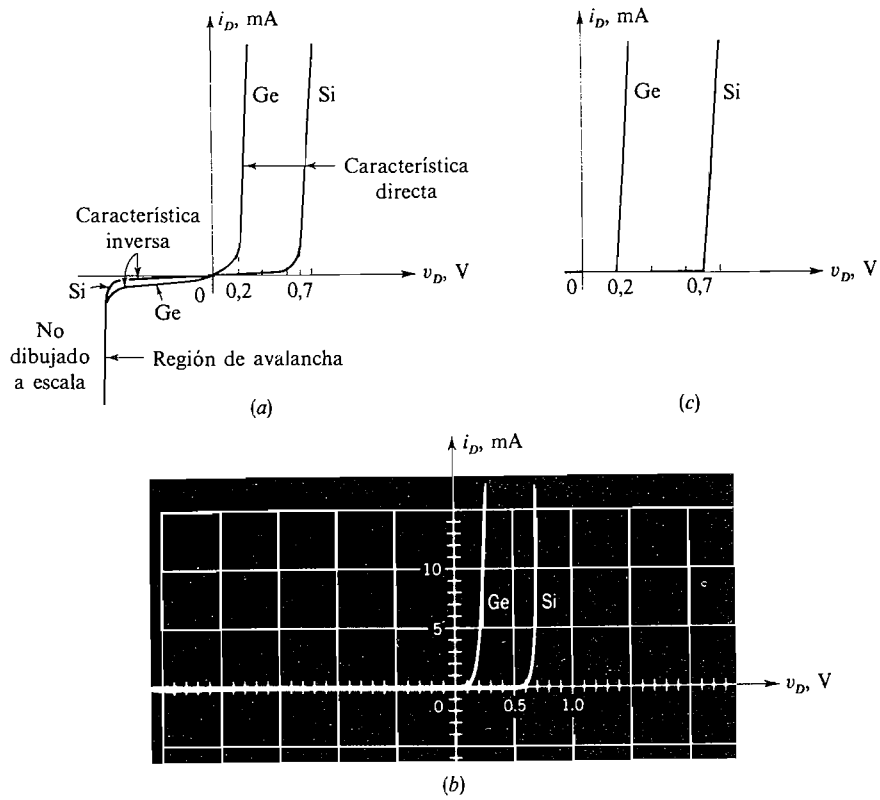 i_D, mA
Ge
Si
Característica
directa
Característica
inversa
Si
Ge
0
0,2
0,7
v_D, V
No
dibujado
a escala
Región de avalancha
(a)
i_D, mA
Ge
Si
0
0,2
0,7
v_D, V
(c)
i_D, mA
10
Ge
Si
5
0
0.5
1.0
v_D, V
(b)